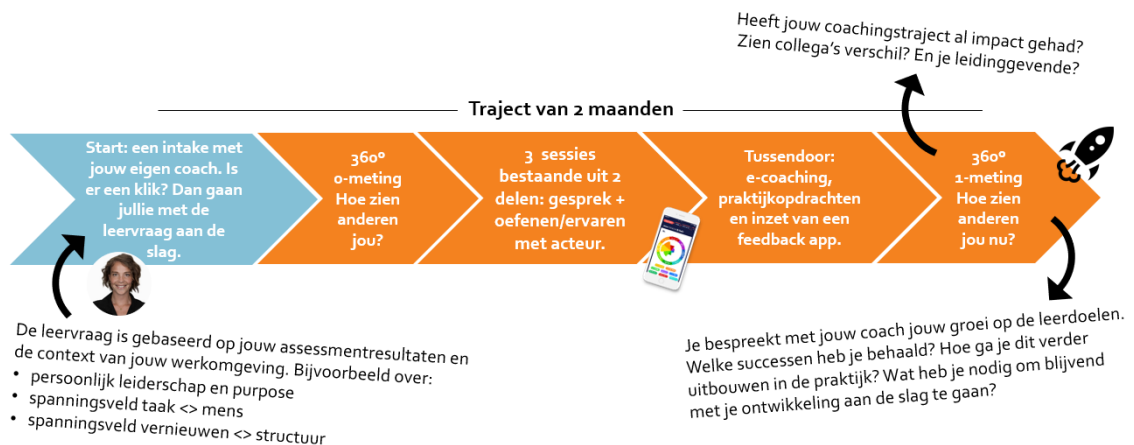 Heeft jouw coachingstraject al impact gehad?
Zien collega's verschil? En je leidinggevende?
Traject van 2 maanden
Start: een intake met
jouw eigen coach. Is
er een klik? Dan gaan
jullie met de
leervraag aan de
slag.
360°
0-meting
Hoe zien
anderen
jou?
3 sessies
bestaande uit 2
delen: gesprek +
oefenen/ervaren
met acteur.
Tussendoor:
e-coaching,
praktijkopdrachten
en inzet van een
feedback app.
360°
1-meting
Hoe zien
anderen
jou nu?
De leervraag is gebaseerd op jouw assessmentresultaten en
de context van jouw werkomgeving. Bijvoorbeeld over:
• persoonlijk leiderschap en purpose
• spanningsveld taak <> mens
• spanningsveld vernieuwen <> structuur
Je bespreekt met jouw coach jouw groei op de leerdoelen.
Welke successen heb je behaald? Hoe ga je dit verder
uitbouwen in de praktijk? Wat heb je nodig om blijvend
met je ontwikkeling aan de slag te gaan?